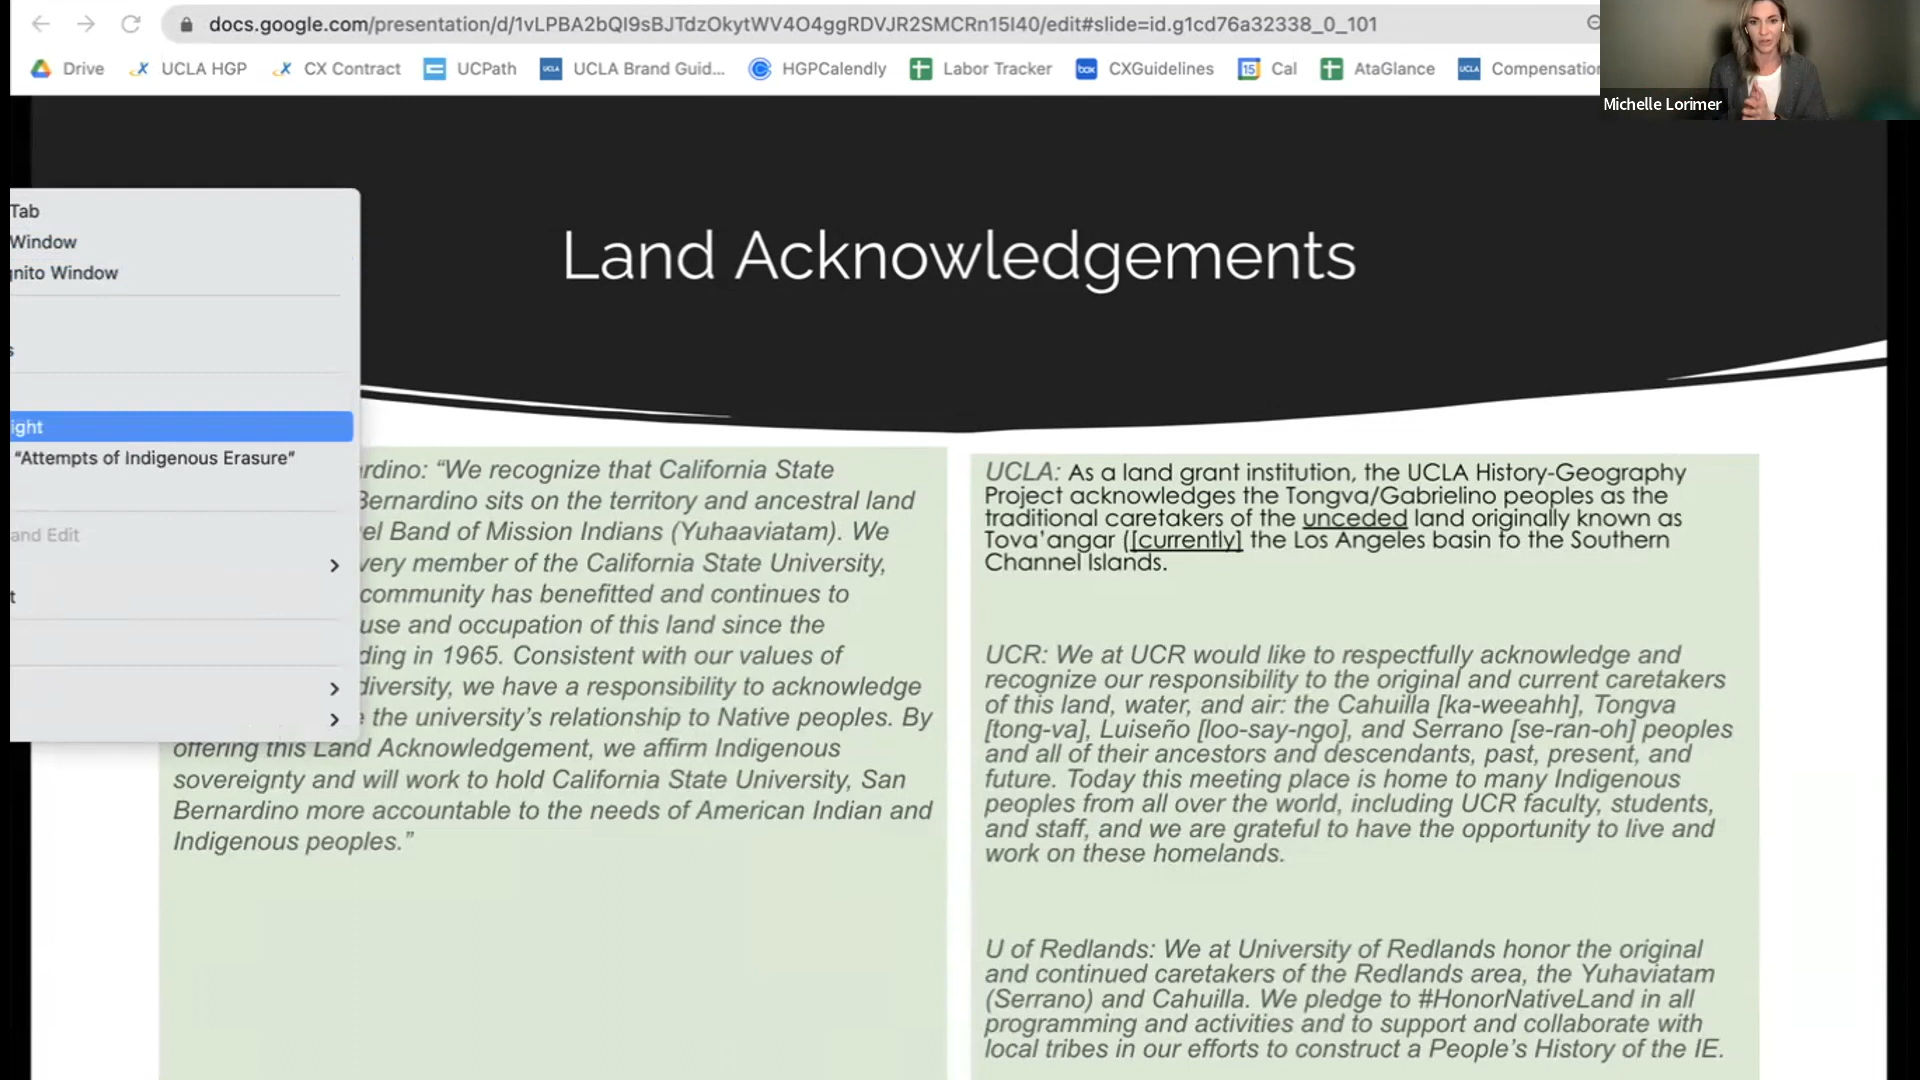 docs.google.com/presentation/d/1vLPBA2bQI9sBJTdzOkytWV4O4ggRDVJR2SMCRn15I40/edit#slide=id.g1cd76a32338_0_101
Drive UCLA HGP CX Contract UCPath UCLA Brand Guid... HGPCalendly Labor Tracker CXGuidelines Cal AtaGlance Compensatio
Michelle Lorimer
Land Acknowledgements
Tab
Window
gnito Window
s
ight
“Attempts of Indigenous Erasure”
and Edit
t
rdino: “We recognize that California State
Bernardino sits on the territory and ancestral land
el Band of Mission Indians (Yuhaaviatam). We
very member of the California State University,
community has benefitted and continues to
use and occupation of this land since the
ding in 1965. Consistent with our values of
diversity, we have a responsibility to acknowledge
the university’s relationship to Native peoples. By
offering this Land Acknowledgement, we affirm Indigenous
sovereignty and will work to hold California State University, San
Bernardino more accountable to the needs of American Indian and
Indigenous peoples.”
UCLA: As a land grant institution, the UCLA History-Geography
Project acknowledges the Tongva/Gabrielino peoples as the
traditional caretakers of the unceded land originally known as
Tova’angar ([currently] the Los Angeles basin to the Southern
Channel Islands.
UCR: We at UCR would like to respectfully acknowledge and
recognize our responsibility to the original and current caretakers
of this land, water, and air: the Cahuilla [ka-weeahh], Tongva
[tong-va], Luiseño [loo-say-ngo], and Serrano [se-ran-oh] peoples
and all of their ancestors and descendants, past, present, and
future. Today this meeting place is home to many Indigenous
peoples from all over the world, including UCR faculty, students,
and staff, and we are grateful to have the opportunity to live and
work on these homelands.
U of Redlands: We at University of Redlands honor the original
and continued caretakers of the Redlands area, the Yuhaviatam
(Serrano) and Cahuilla. We pledge to #HonorNativeLand in all
programming and activities and to support and collaborate with
local tribes in our efforts to construct a People’s History of the IE.